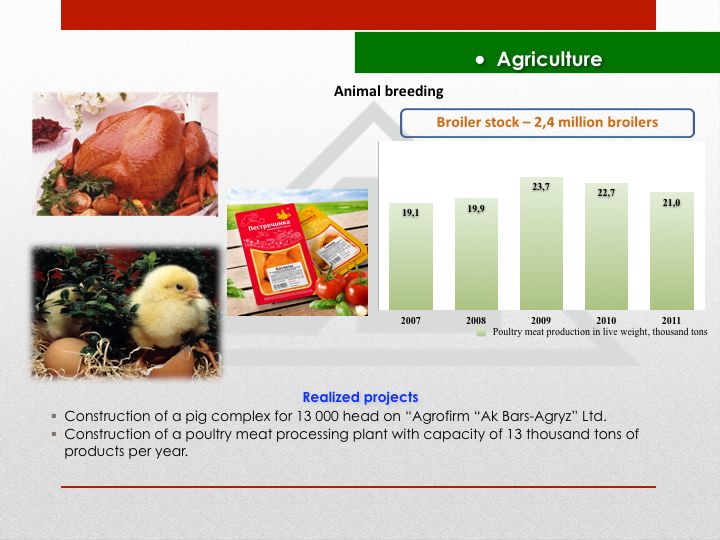 • Agriculture
Animal breeding
Broiler stock – 2,4 million broilers
Пестречинка
19,1
19,9
23,7
22,7
21,0
2007 2008 2009 2010 2011
Poultry meat production in live weight, thousand tons
Realized projects
▪ Construction of a pig complex for 13 000 head on “Agrofirm “Ak Bars-Agryz” Ltd.
▪ Construction of a poultry meat processing plant with capacity of 13 thousand tons of
products per year.